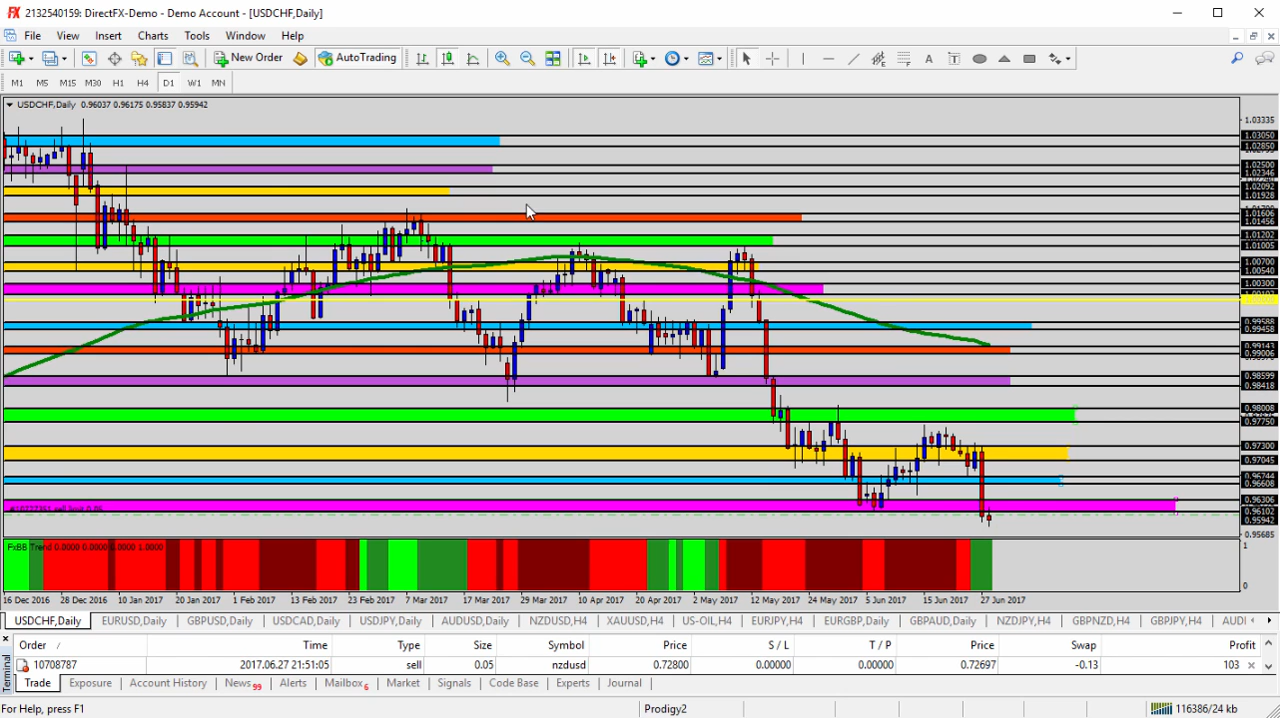 2132540159: DirectFX-Demo - Demo Account - [USDCHF,Daily]
File View Insert Charts Tools Window Help
New Order AutoTrading
M1 M5 M15 M30 H1 H4 D1 W1 MN
USDCHF,Daily 0.96037 0.96175 0.95837 0.95942
1.03335
1.03050
1.02850
1.02500
1.02346
1.02092
1.01928
1.01606
1.01456
1.01202
1.01005
1.00700
1.00540
1.00300
0.99588
0.99458
0.99143
0.99006
0.98599
0.98418
0.98008
0.97750
0.97300
0.97045
0.96744
0.96608
0.96306
0.96102
0.95942
0.95685
sell limit 0.05
FxBB Trend 0.0000 0.0000 0.0000 1.0000
1
0
16 Dec 2016 28 Dec 2016 10 Jan 2017 20 Jan 2017 1 Feb 2017 13 Feb 2017 23 Feb 2017 7 Mar 2017 17 Mar 2017 29 Mar 2017 10 Apr 2017 20 Apr 2017 2 May 2017 12 May 2017 24 May 2017 5 Jun 2017 15 Jun 2017 27 Jun 2017
USDCHF,Daily EURUSD,Daily GBPUSD,Daily USDCAD,Daily USDJPY,Daily AUDUSD,Daily NZDUSD,H4 XAUUSD,H4 US-OIL,H4 EURJPY,H4 EURGBP,Daily GBPAUD,Daily NZDJPY,H4 GBPNZD,H4 GBPJPY,H4 AUDI
Order Time Type Size Symbol Price S / L T / P Price Swap Profit
10708787 2017.06.27 21:51:05 sell 0.05 nzdusd 0.72800 0.00000 0.00000 0.72697 -0.13 103
Terminal
Trade Exposure Account History News 99 Alerts Mailbox 6 Market Signals Code Base Experts Journal
For Help, press F1 Prodigy2 116386/24 kb